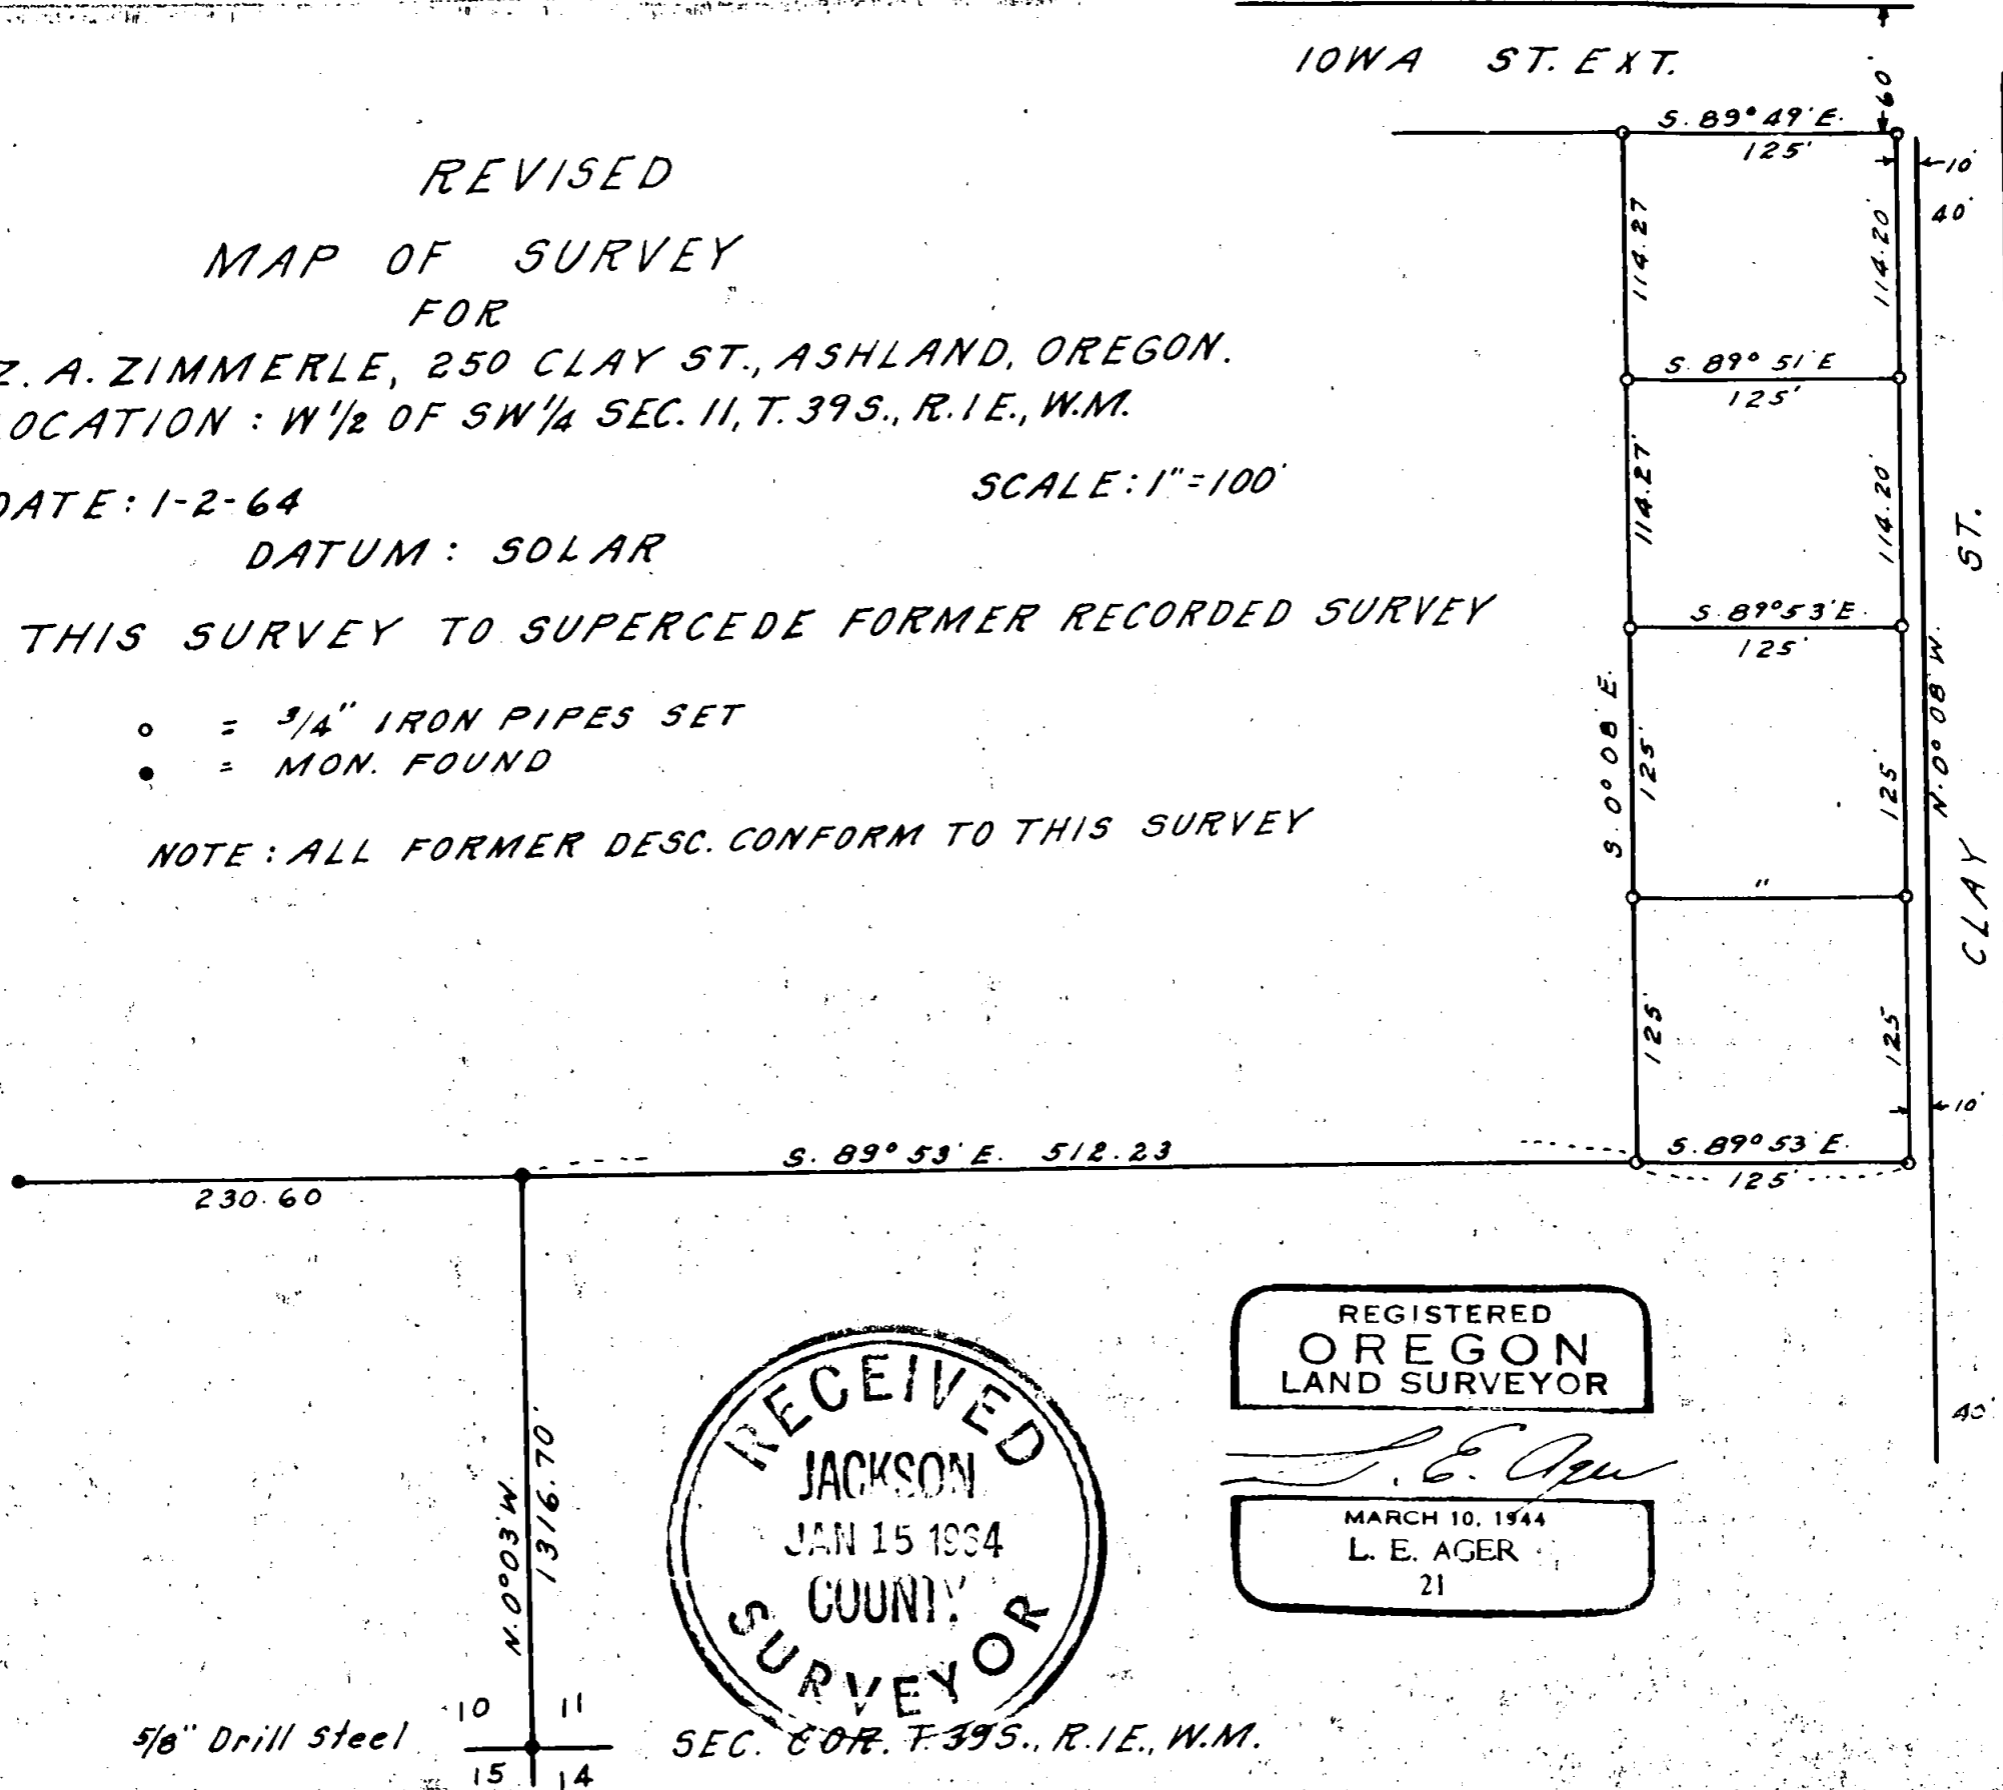 IOWA ST. EXT.
60'
S. 89° 49' E.
125'
10'
40'
REVISED
MAP OF SURVEY
FOR
Z. A. ZIMMERLE, 250 CLAY ST., ASHLAND, OREGON.
LOCATION : W 1/2 OF SW 1/4 SEC. 11, T. 39 S., R. 1 E., W.M.
DATE : 1-2-64
SCALE : 1" = 100'
DATUM : SOLAR
THIS SURVEY TO SUPERCEDE FORMER RECORDED SURVEY
o = 3/4" IRON PIPES SET
• = MON. FOUND
NOTE : ALL FORMER DESC. CONFORM TO THIS SURVEY
114.27
114.20'
S. 89° 51' E
125'
114.27'
114.20'
S. 89° 53' E.
125'
S. 0° 08' E.
125'
125'
N. 0° 08' W.
CLAY ST.
"
125'
125
10'
S. 89° 53' E. 512.23
S. 89° 53' E.
125'
230.60
40'
N. 0° 03' W.
1316.70'
RECEIVED
JACKSON
JAN 15 1964
COUNTY
SURVEYOR
REGISTERED
OREGON
LAND SURVEYOR
L. E. Ager
MARCH 10, 1944
L. E. AGER
21
10 11
5/8" Drill Steel
SEC. COR. T. 39 S., R. 1 E., W.M.
15 14